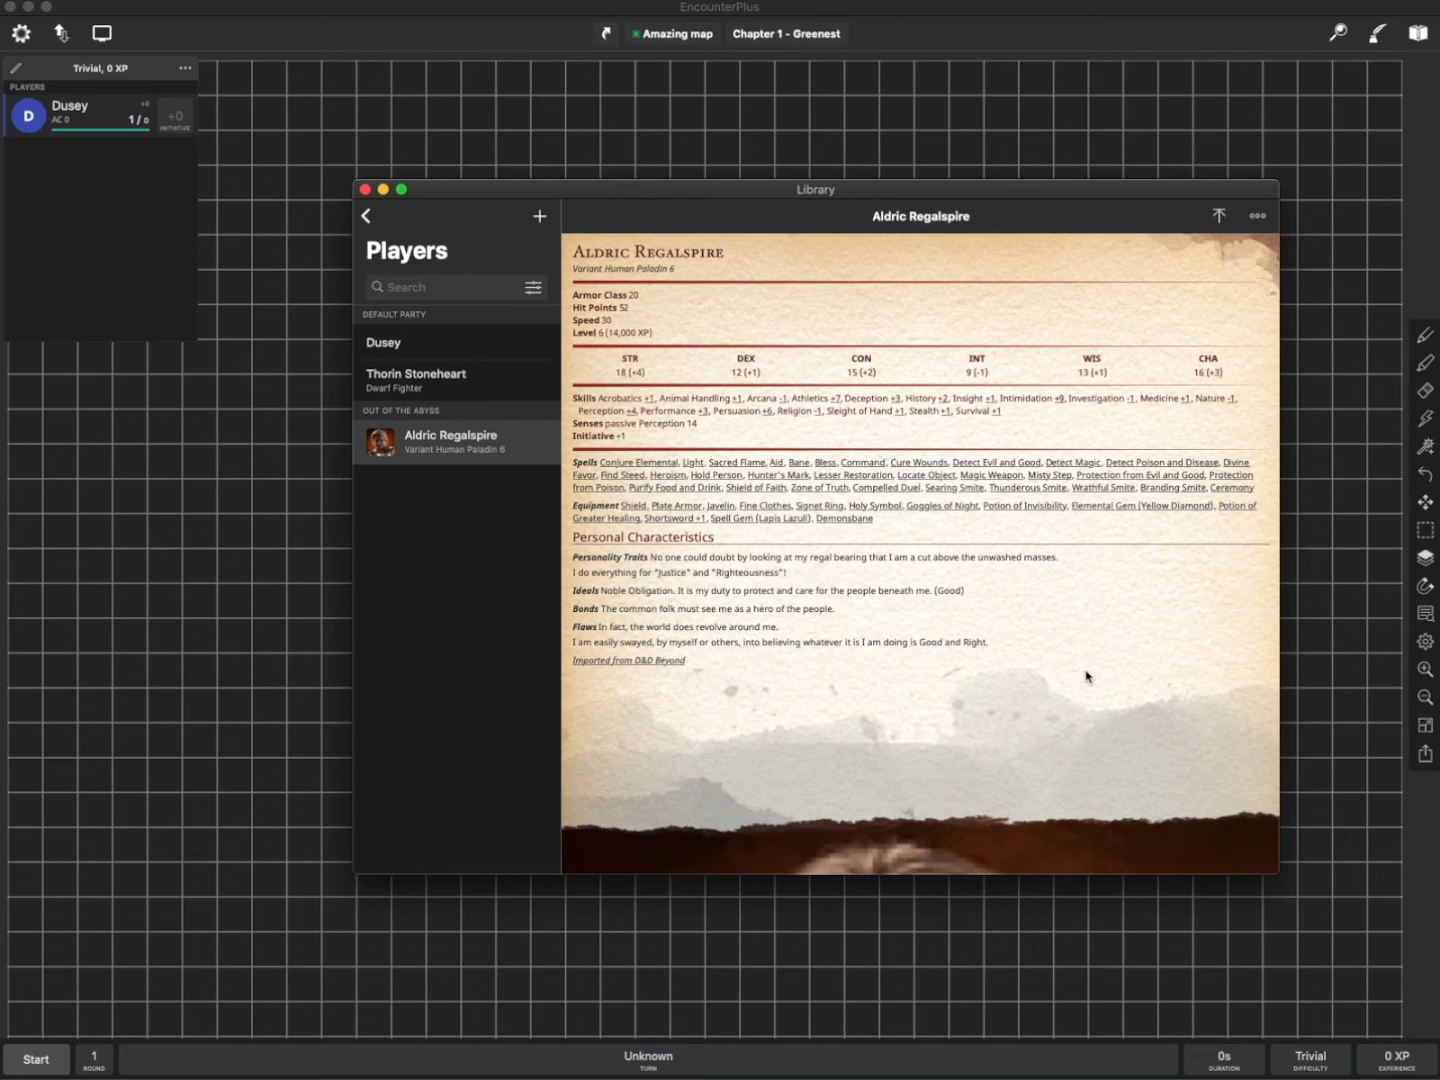 EncounterPlus
Amazing map
Chapter 1 - Greenest
Trivial, 0 XP
PLAYERS
D
Dusey
+0
AC 0
1 / 0
+0
INITIATIVE
Library
Players
Search
DEFAULT PARTY
Dusey
Thorin Stoneheart
Dwarf Fighter
OUT OF THE ABYSS
Aldric Regalspire
Variant Human Paladin 6
Aldric Regalspire
Aldric Regalspire
Variant Human Paladin 6
Armor Class 20
Hit Points 52
Speed 30
Level 6 (14,000 XP)
STR DEX CON INT WIS CHA
18 (+4) 12 (+1) 15 (+2) 9 (-1) 13 (+1) 16 (+3)
Skills Acrobatics +1, Animal Handling +1, Arcana -1, Athletics +7, Deception +3, History +2, Insight +1, Intimidation +9, Investigation -1, Medicine +1, Nature -1,
Perception +4, Performance +3, Persuasion +6, Religion -1, Sleight of Hand +1, Stealth +1, Survival +1
Senses passive Perception 14
Initiative +1
Spells Conjure Elemental, Light, Sacred Flame, Aid, Bane, Bless, Command, Cure Wounds, Detect Evil and Good, Detect Magic, Detect Poison and Disease, Divine
Favor, Find Steed, Heroism, Hold Person, Hunter's Mark, Lesser Restoration, Locate Object, Magic Weapon, Misty Step, Protection from Evil and Good, Protection
from Poison, Purify Food and Drink, Shield of Faith, Zone of Truth, Compelled Duel, Searing Smite, Thunderous Smite, Wrathful Smite, Branding Smite, Ceremony
Equipment Shield, Plate Armor, Javelin, Fine Clothes, Signet Ring, Holy Symbol, Goggles of Night, Potion of Invisibility, Elemental Gem (Yellow Diamond), Potion of
Greater Healing, Shortsword +1, Spell Gem (Lapis Lazuli), Demonsbane
Personal Characteristics
Personality Traits No one could doubt by looking at my regal bearing that I am a cut above the unwashed masses.
I do everything for "Justice" and "Righteousness"!
Ideals Noble Obligation. It is my duty to protect and care for the people beneath me. (Good)
Bonds The common folk must see me as a hero of the people.
Flaws In fact, the world does revolve around me.
I am easily swayed, by myself or others, into believing whatever it is I am doing is Good and Right.
Imported from D&D Beyond
Start
1
ROUND
Unknown
TURN
0s
DURATION
Trivial
DIFFICULTY
0 XP
EXPERIENCE